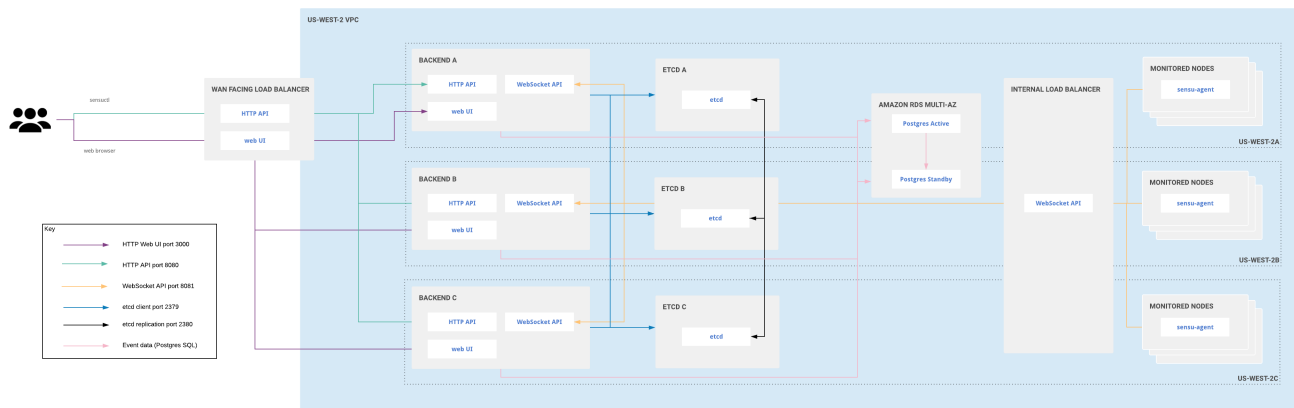 US-WEST-2 VPC
BACKEND A
HTTP API
WebSocket API
web UI
ETCD A
etcd
MONITORED NODES
sensu-agent
US-WEST-2A
WAN FACING LOAD BALANCER
HTTP API
web UI
sensuctl
web browser
AMAZON RDS MULTI-AZ
Postgres Active
Postgres Standby
INTERNAL LOAD BALANCER
WebSocket API
BACKEND B
HTTP API
WebSocket API
web UI
ETCD B
etcd
MONITORED NODES
sensu-agent
US-WEST-2B
BACKEND C
HTTP API
WebSocket API
web UI
ETCD C
etcd
MONITORED NODES
sensu-agent
US-WEST-2C
Key
HTTP Web UI port 3000
HTTP API port 8080
WebSocket API port 8081
etcd client port 2379
etcd replication port 2380
Event data (Postgres SQL)